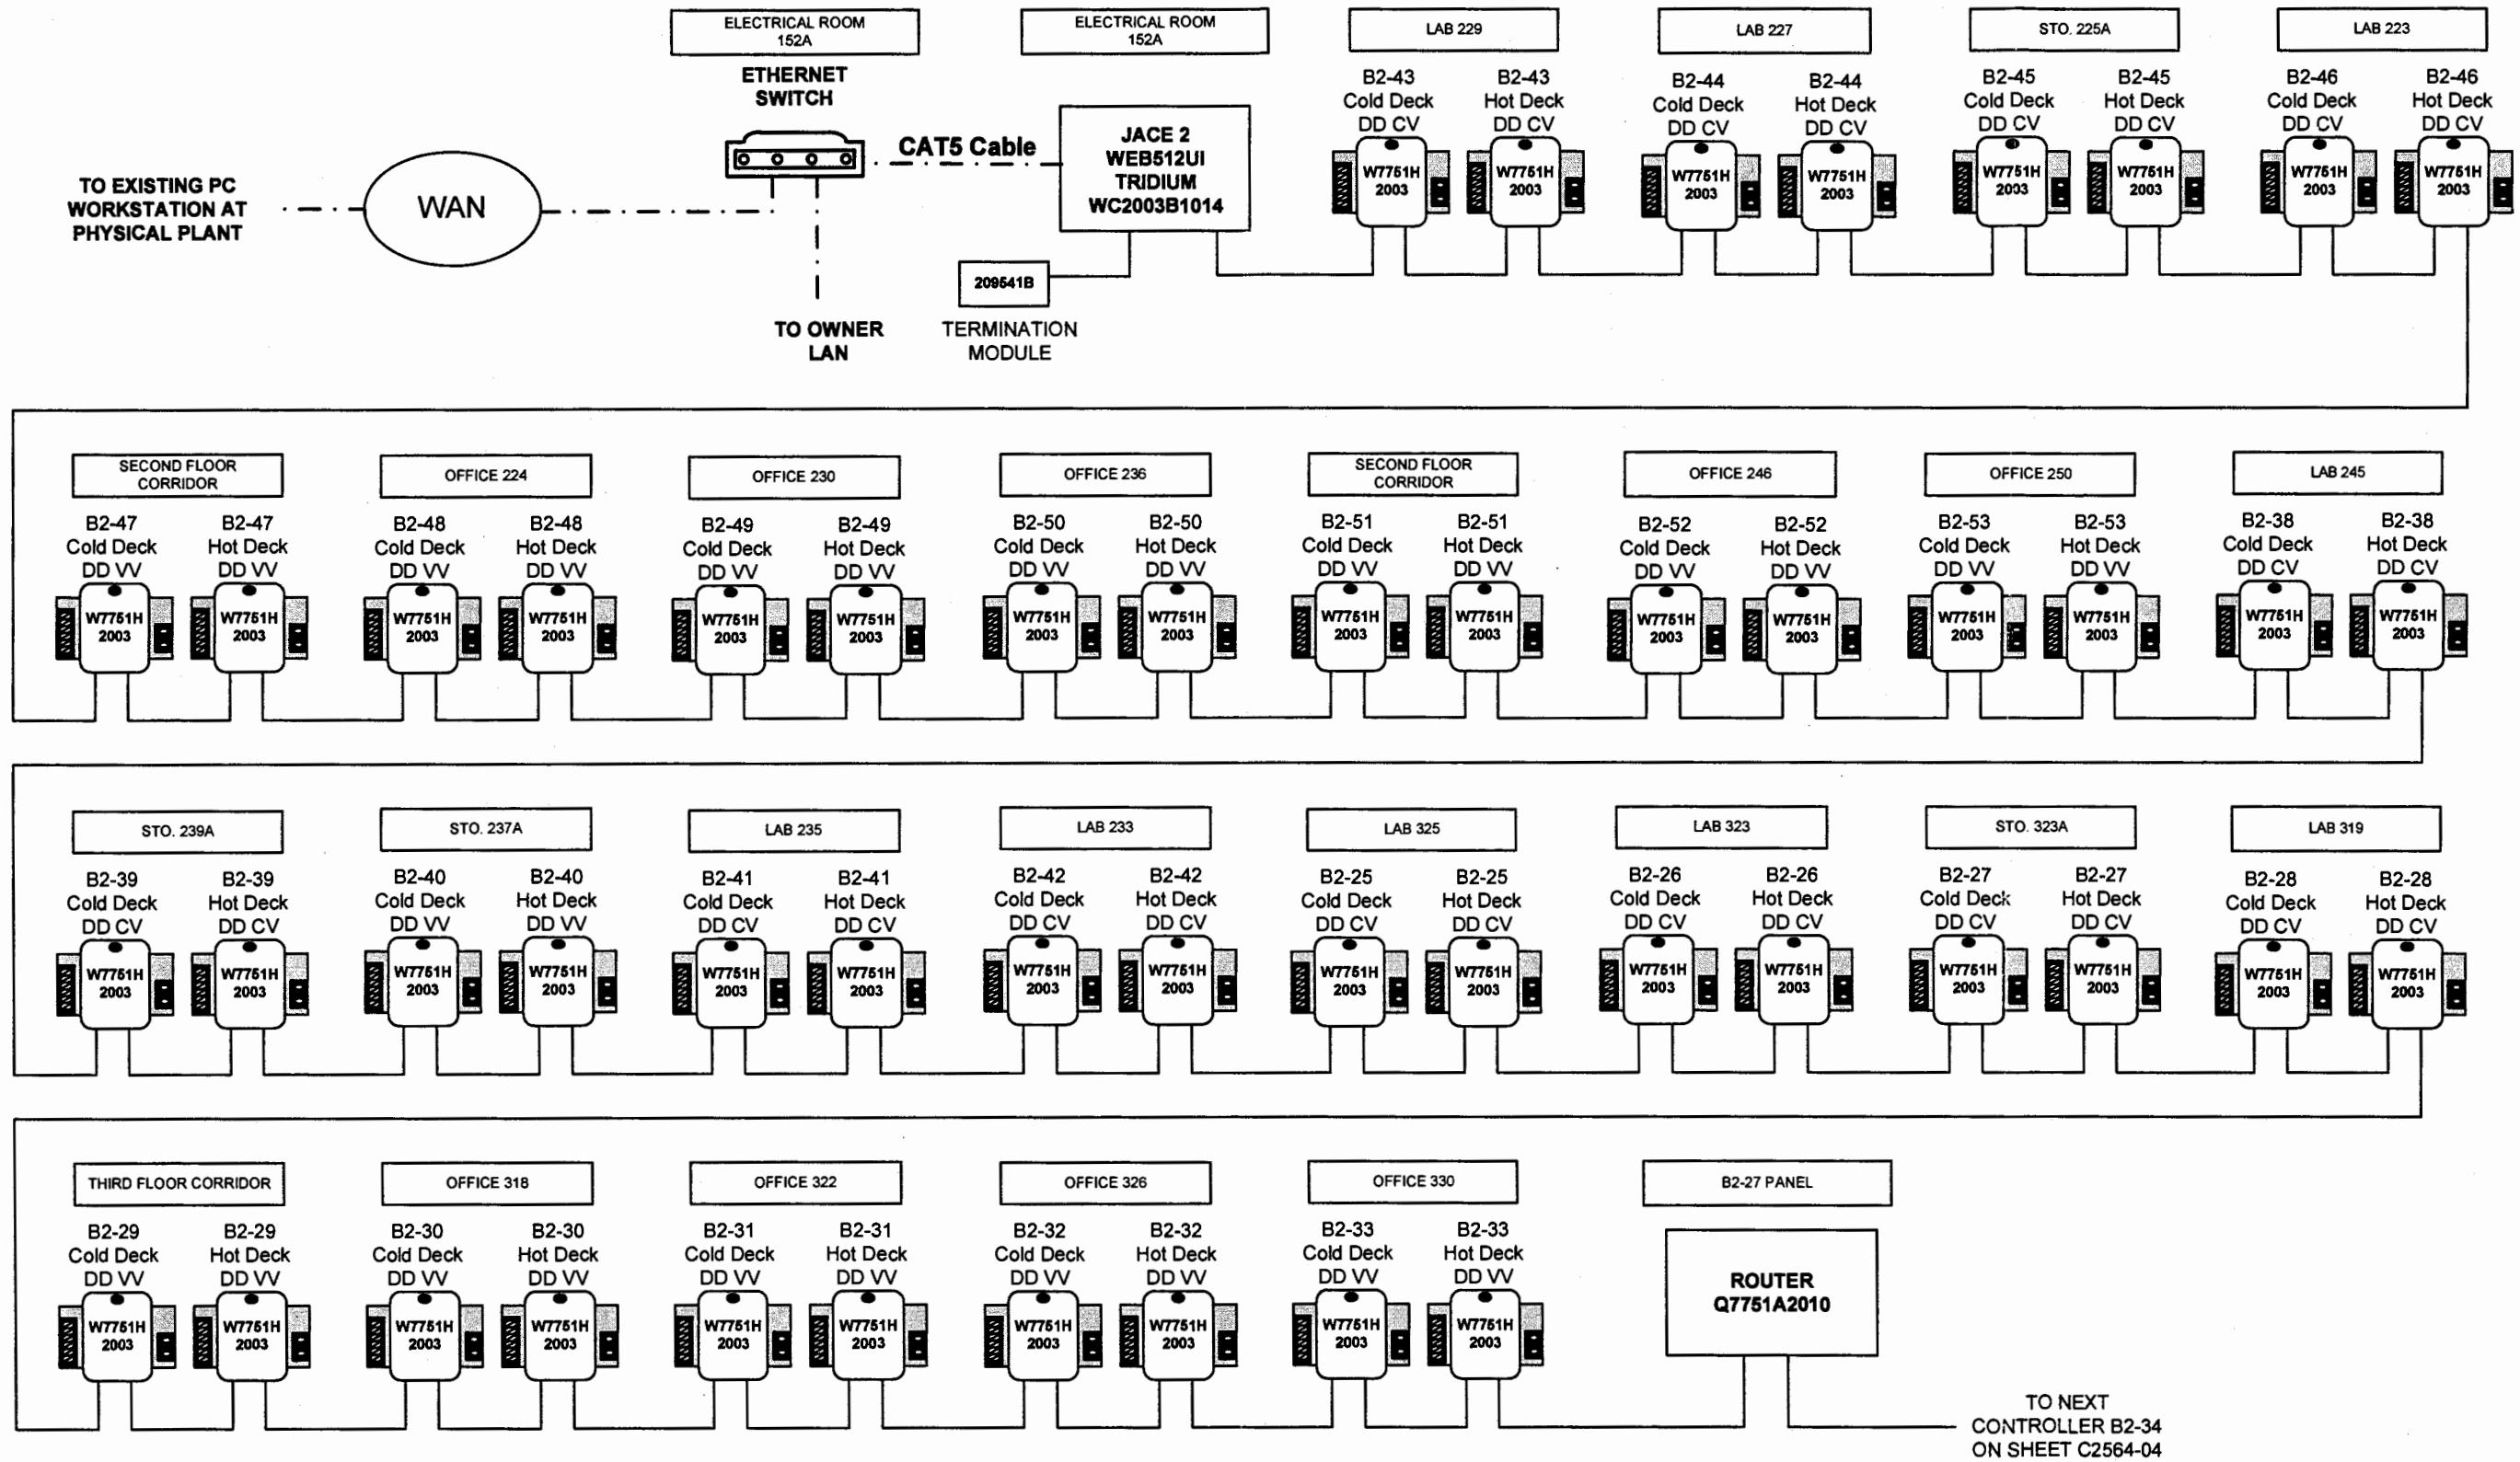 ELECTRICAL ROOM
152A
ETHERNET
SWITCH
ELECTRICAL ROOM
152A
LAB 229
LAB 227
STO. 225A
LAB 223
TO EXISTING PC
WORKSTATION AT
PHYSICAL PLANT
WAN
CAT5 Cable
JACE 2
WEB512UI
TRIDIUM
WC2003B1014
209541B
TERMINATION
MODULE
TO OWNER
LAN
B2-43
Cold Deck
DD CV
W7751H
2003
B2-43
Hot Deck
DD CV
W7751H
2003
B2-44
Cold Deck
DD CV
W7751H
2003
B2-44
Hot Deck
DD CV
W7751H
2003
B2-45
Cold Deck
DD CV
W7751H
2003
B2-45
Hot Deck
DD CV
W7751H
2003
B2-46
Cold Deck
DD CV
W7751H
2003
B2-46
Hot Deck
DD CV
W7751H
2003
SECOND FLOOR
CORRIDOR
B2-47
Cold Deck
DD VV
W7751H
2003
B2-47
Hot Deck
DD VV
W7751H
2003
OFFICE 224
B2-48
Cold Deck
DD VV
W7751H
2003
B2-48
Hot Deck
DD VV
W7751H
2003
OFFICE 230
B2-49
Cold Deck
DD VV
W7751H
2003
B2-49
Hot Deck
DD VV
W7751H
2003
OFFICE 236
B2-50
Cold Deck
DD VV
W7751H
2003
B2-50
Hot Deck
DD VV
W7751H
2003
SECOND FLOOR
CORRIDOR
B2-51
Cold Deck
DD VV
W7751H
2003
B2-51
Hot Deck
DD VV
W7751H
2003
OFFICE 246
B2-52
Cold Deck
DD VV
W7751H
2003
B2-52
Hot Deck
DD VV
W7751H
2003
OFFICE 250
B2-53
Cold Deck
DD VV
W7751H
2003
B2-53
Hot Deck
DD VV
W7751H
2003
LAB 245
B2-38
Cold Deck
DD CV
W7751H
2003
B2-38
Hot Deck
DD CV
W7751H
2003
STO. 239A
B2-39
Cold Deck
DD CV
W7751H
2003
B2-39
Hot Deck
DD CV
W7751H
2003
STO. 237A
B2-40
Cold Deck
DD VV
W7751H
2003
B2-40
Hot Deck
DD VV
W7751H
2003
LAB 235
B2-41
Cold Deck
DD CV
W7751H
2003
B2-41
Hot Deck
DD CV
W7751H
2003
LAB 233
B2-42
Cold Deck
DD CV
W7751H
2003
B2-42
Hot Deck
DD CV
W7751H
2003
LAB 325
B2-25
Cold Deck
DD CV
W7751H
2003
B2-25
Hot Deck
DD CV
W7751H
2003
LAB 323
B2-26
Cold Deck
DD CV
W7751H
2003
B2-26
Hot Deck
DD CV
W7751H
2003
STO. 323A
B2-27
Cold Deck
DD CV
W7751H
2003
B2-27
Hot Deck
DD CV
W7751H
2003
LAB 319
B2-28
Cold Deck
DD CV
W7751H
2003
B2-28
Hot Deck
DD CV
W7751H
2003
THIRD FLOOR CORRIDOR
B2-29
Cold Deck
DD VV
W7751H
2003
B2-29
Hot Deck
DD VV
W7751H
2003
OFFICE 318
B2-30
Cold Deck
DD VV
W7751H
2003
B2-30
Hot Deck
DD VV
W7751H
2003
OFFICE 322
B2-31
Cold Deck
DD VV
W7751H
2003
B2-31
Hot Deck
DD VV
W7751H
2003
OFFICE 326
B2-32
Cold Deck
DD VV
W7751H
2003
B2-32
Hot Deck
DD VV
W7751H
2003
OFFICE 330
B2-33
Cold Deck
DD VV
W7751H
2003
B2-33
Hot Deck
DD VV
W7751H
2003
B2-27 PANEL
ROUTER
Q7751A2010
TO NEXT
CONTROLLER B2-34
ON SHEET C2564-04